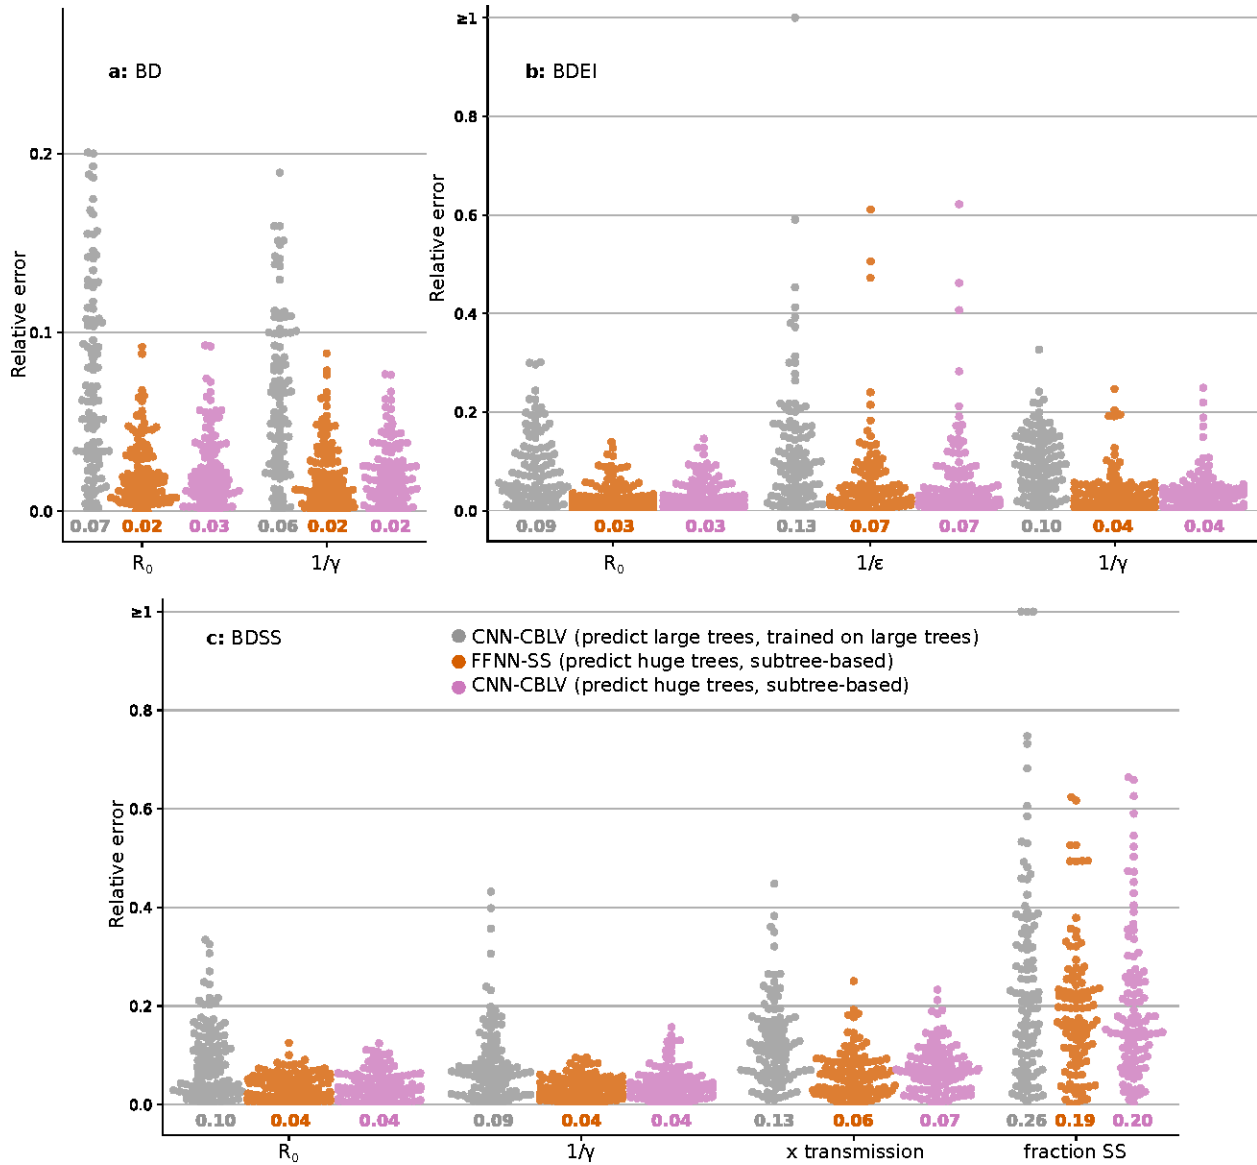 a: BD
Relative error
0.2
0.1
0.0
0.07 0.02 0.03 0.06 0.02 0.02
R₀ 1/γ
b: BDEI
Relative error
≥1
0.8
0.6
0.4
0.2
0.0
0.09 0.03 0.03 0.13 0.07 0.07 0.10 0.04 0.04
R₀ 1/ε 1/γ
c: BDSS
CNN-CBLV (predict large trees, trained on large trees)
FFNN-SS (predict huge trees, subtree-based)
CNN-CBLV (predict huge trees, subtree-based)
Relative error
≥1
0.8
0.6
0.4
0.2
0.0
0.10 0.04 0.04 0.09 0.04 0.04 0.13 0.06 0.07 0.26 0.19 0.20
R₀ 1/γ x transmission fraction SS